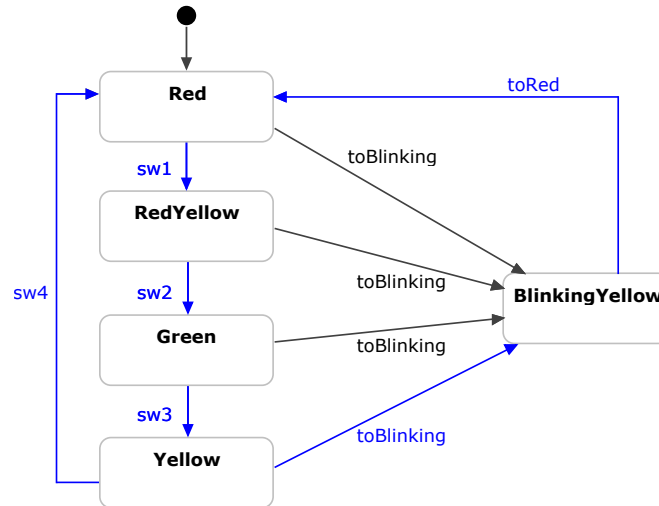 Red
toRed
toBlinking
sw1
RedYellow
toBlinking
sw4
sw2
BlinkingYellow
Green
toBlinking
sw3
toBlinking
Yellow